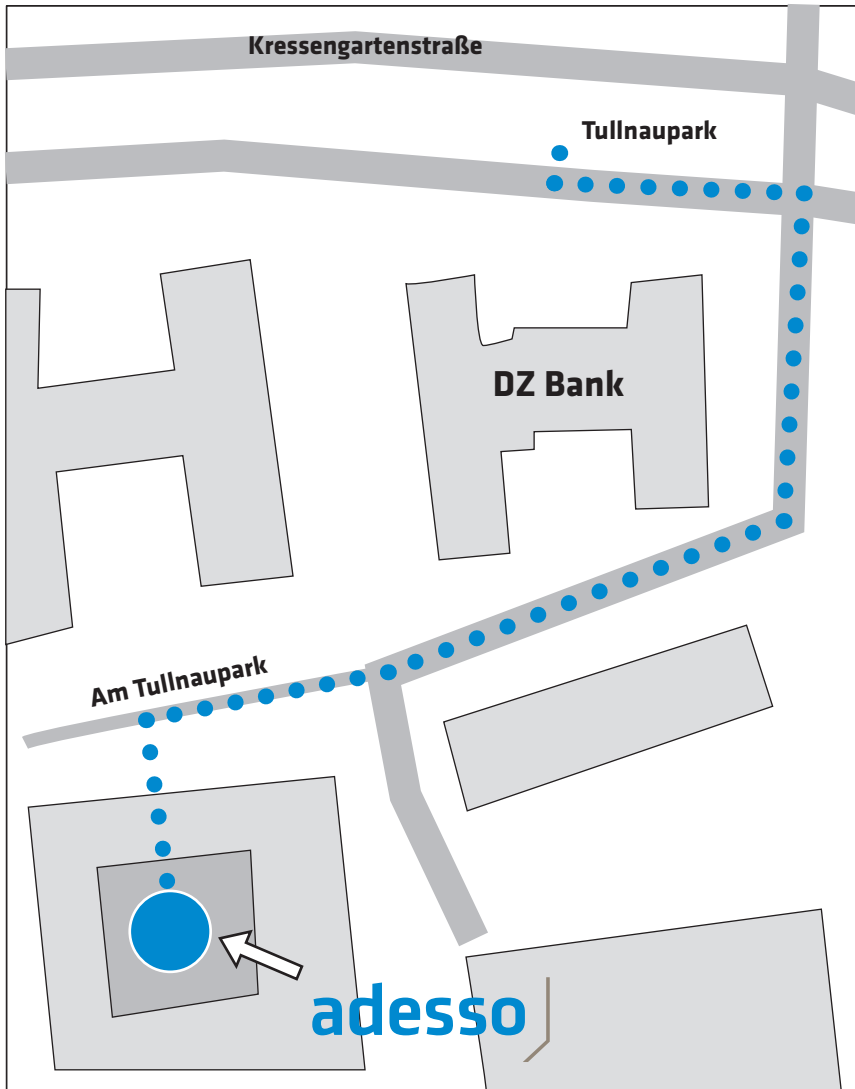 Kressengartenstraße
Tullnaupark
DZ Bank
Am Tullnaupark
adesso